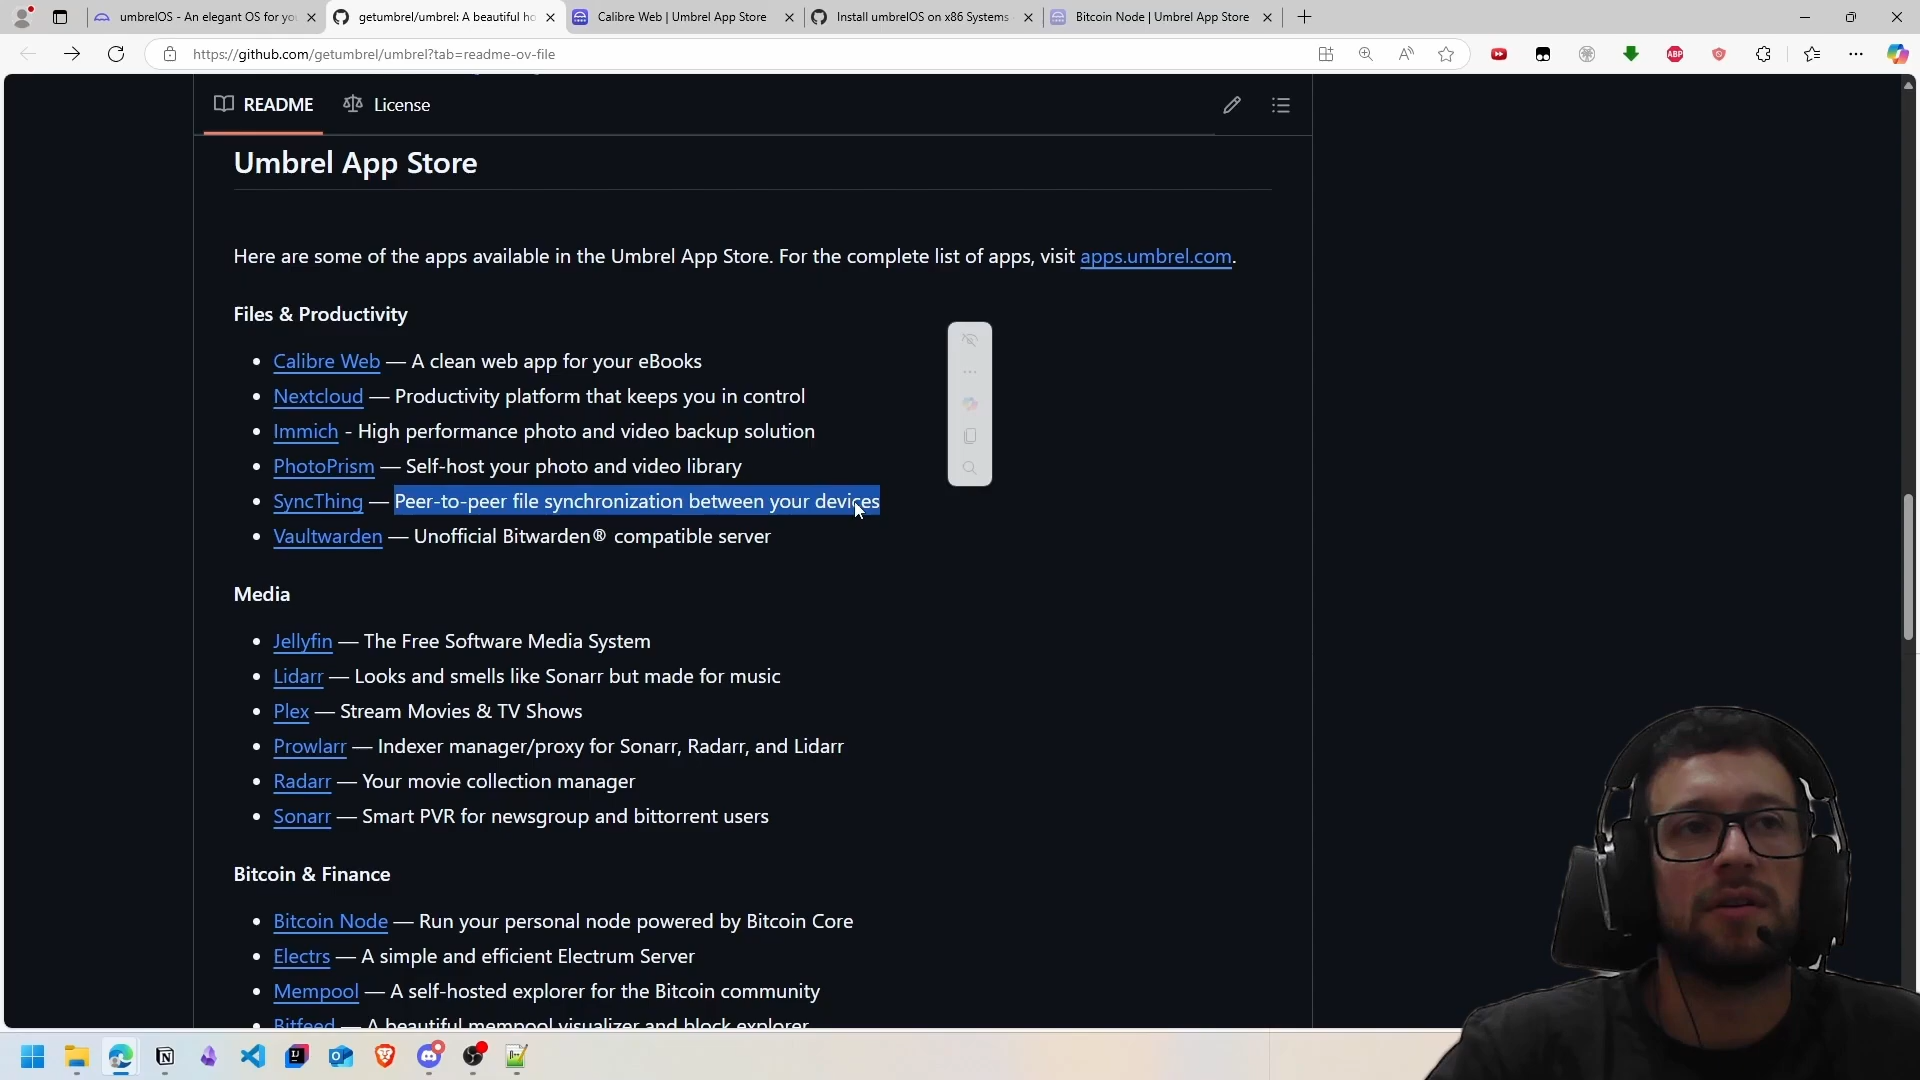 umbrelOS - An elegant OS for yo
getumbrel/umbrel: A beautiful ho
Calibre Web | Umbrel App Store
Install umbrelOS on x86 Systems
Bitcoin Node | Umbrel App Store
https://github.com/getumbrel/umbrel?tab=readme-ov-file
ABP
README
License
Umbrel App Store
Here are some of the apps available in the Umbrel App Store. For the complete list of apps, visit apps.umbrel.com.
Files & Productivity
• Calibre Web — A clean web app for your eBooks
• Nextcloud — Productivity platform that keeps you in control
• Immich - High performance photo and video backup solution
• PhotoPrism — Self-host your photo and video library
• SyncThing — Peer-to-peer file synchronization between your devices
• Vaultwarden — Unofficial Bitwarden® compatible server
Media
• Jellyfin — The Free Software Media System
• Lidarr — Looks and smells like Sonarr but made for music
• Plex — Stream Movies & TV Shows
• Prowlarr — Indexer manager/proxy for Sonarr, Radarr, and Lidarr
• Radarr — Your movie collection manager
• Sonarr — Smart PVR for newsgroup and bittorrent users
Bitcoin & Finance
• Bitcoin Node — Run your personal node powered by Bitcoin Core
• Electrs — A simple and efficient Electrum Server
• Mempool — A self-hosted explorer for the Bitcoin community
• Bitfeed — A beautiful mempool visualizer and block explorer